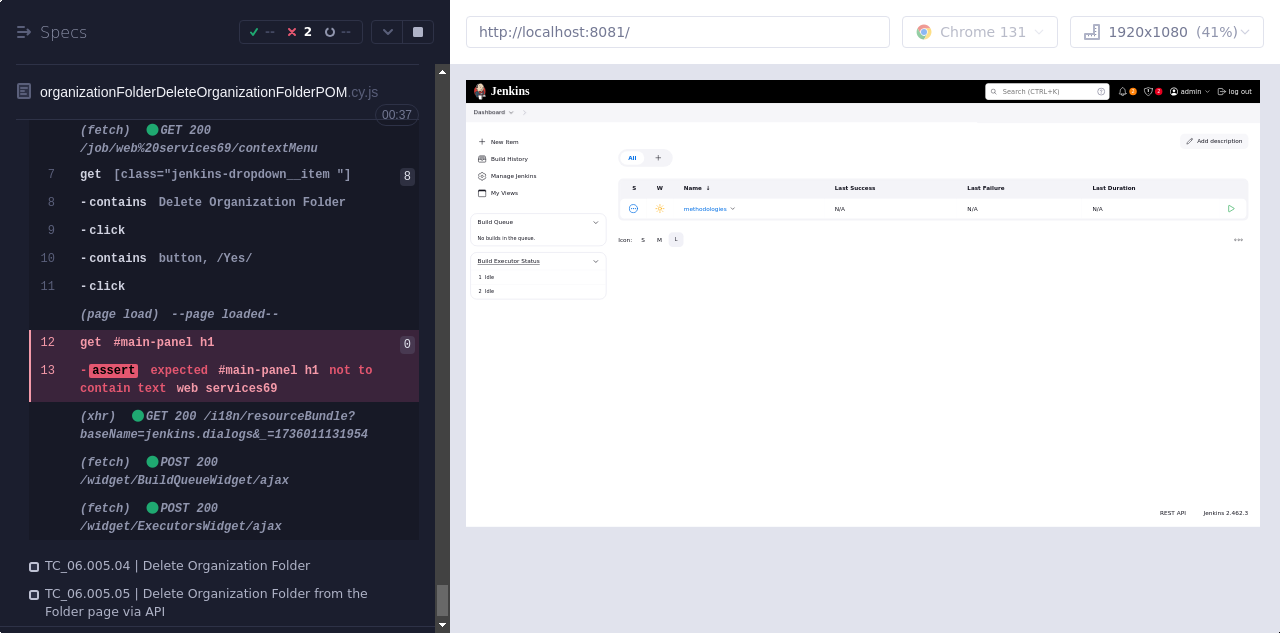 Specs
-- 2 --
organizationFolderDeleteOrganizationFolderPOM.cy.js
00:37
(fetch) GET 200
/job/web%20services69/contextMenu
7 get [class="jenkins-dropdown__item "] 8
8 -contains Delete Organization Folder
9 -click
10 -contains button, /Yes/
11 -click
(page load) --page loaded--
12 get #main-panel h1 0
13 -assert expected #main-panel h1 not to
contain text web services69
(xhr) GET 200 /i18n/resourceBundle?
baseName=jenkins.dialogs&_=1736011131954
(fetch) POST 200
/widget/BuildQueueWidget/ajax
(fetch) POST 200
/widget/ExecutorsWidget/ajax
TC_06.005.04 | Delete Organization Folder
TC_06.005.05 | Delete Organization Folder from the
Folder page via API
http://localhost:8081/
Chrome 131
1920x1080 (41%)
Jenkins
Search (CTRL+K)
2
2
admin
log out
Dashboard
New Item
Build History
Manage Jenkins
My Views
Build Queue
No builds in the queue.
Build Executor Status
1 Idle
2 Idle
Add description
All +
S W Name ↓ Last Success Last Failure Last Duration
methodologies N/A N/A N/A
Icon: S M L
REST API Jenkins 2.462.3